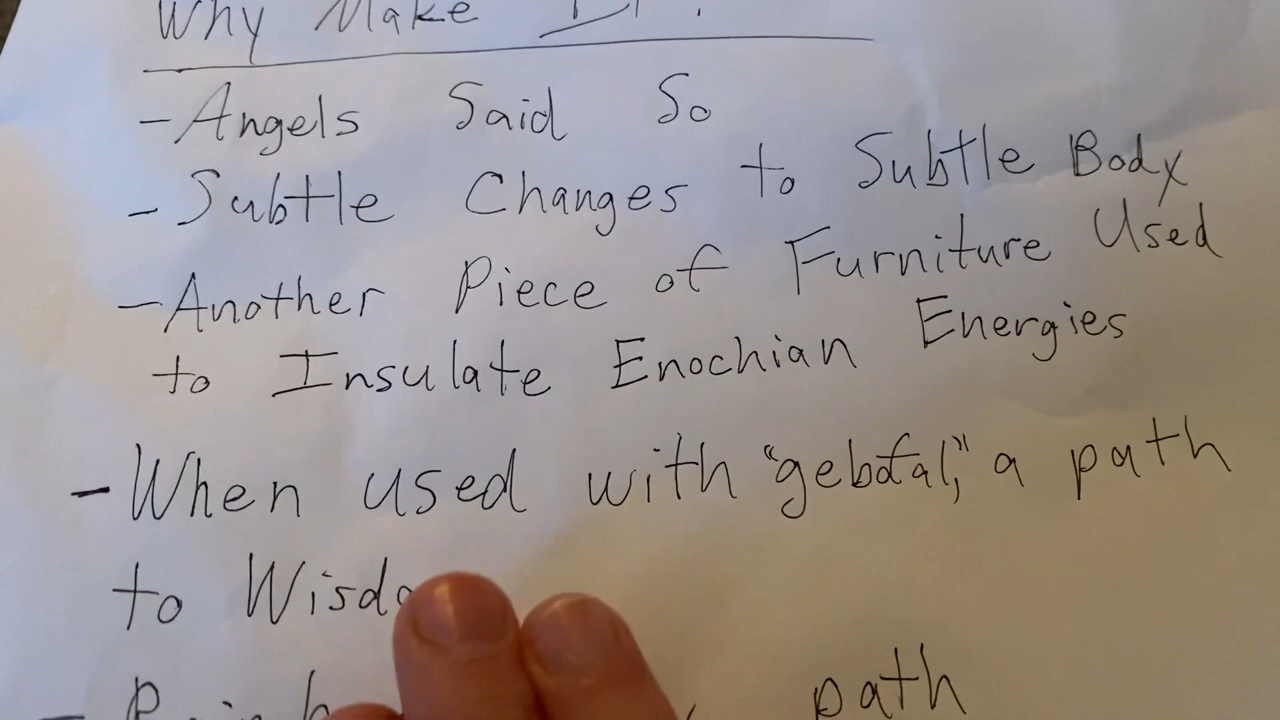 Why Make
- Angels Said So
- Subtle Changes to Subtle Body
- Another Piece of Furniture Used
to Insulate Enochian Energies
- When used with "gebofal," a path
to
path